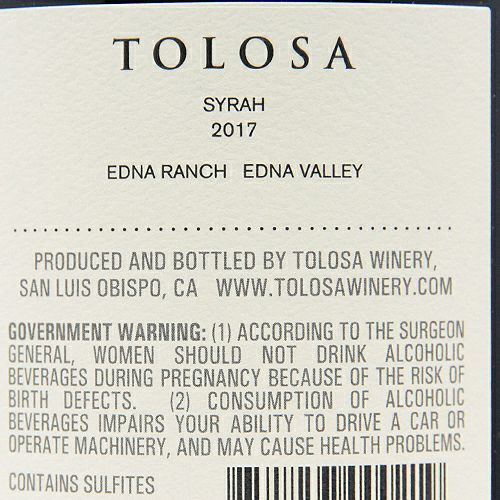 TOLOSA
SYRAH
2017
EDNA RANCH EDNA VALLEY
PRODUCED AND BOTTLED BY TOLOSA WINERY,
SAN LUIS OBISPO, CA WWW.TOLOSAWINERY.COM
GOVERNMENT WARNING: (1) ACCORDING TO THE SURGEON
GENERAL, WOMEN SHOULD NOT DRINK ALCOHOLIC
BEVERAGES DURING PREGNANCY BECAUSE OF THE RISK OF
BIRTH DEFECTS. (2) CONSUMPTION OF ALCOHOLIC
BEVERAGES IMPAIRS YOUR ABILITY TO DRIVE A CAR OR
OPERATE MACHINERY, AND MAY CAUSE HEALTH PROBLEMS.
CONTAINS SULFITES